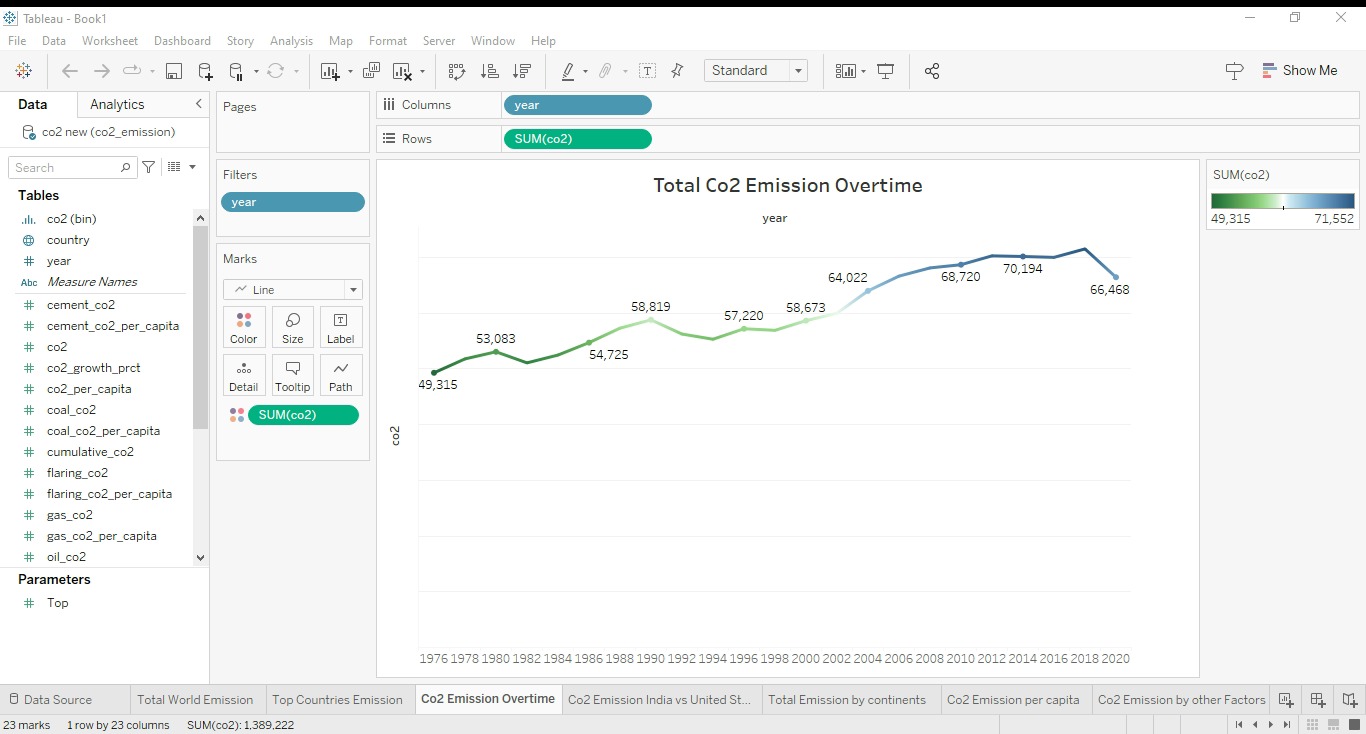 Tableau - Book1
File Data Worksheet Dashboard Story Analysis Map Format Server Window Help
Standard
Show Me
Data Analytics
co2 new (co2_emission)
Search
Tables
co2 (bin)
country
year
Abc Measure Names
cement_co2
cement_co2_per_capita
co2
co2_growth_prct
co2_per_capita
coal_co2
coal_co2_per_capita
cumulative_co2
flaring_co2
flaring_co2_per_capita
gas_co2
gas_co2_per_capita
oil_co2
Parameters
Top
Pages
Filters
year
Marks
Line
Color Size Label
Detail Tooltip Path
SUM(co2)
Columns year
Rows SUM(co2)
Total Co2 Emission Overtime
year
49,315
53,083
54,725
58,819
57,220
58,673
64,022
68,720
70,194
66,468
co2
1976 1978 1980 1982 1984 1986 1988 1990 1992 1994 1996 1998 2000 2002 2004 2006 2008 2010 2012 2014 2016 2018 2020
SUM(co2)
49,315 71,552
Data Source Total World Emission Top Countries Emission Co2 Emission Overtime Co2 Emission India vs United St... Total Emission by continents Co2 Emission per capita Co2 Emission by other Factors
23 marks 1 row by 23 columns SUM(co2): 1,389,222